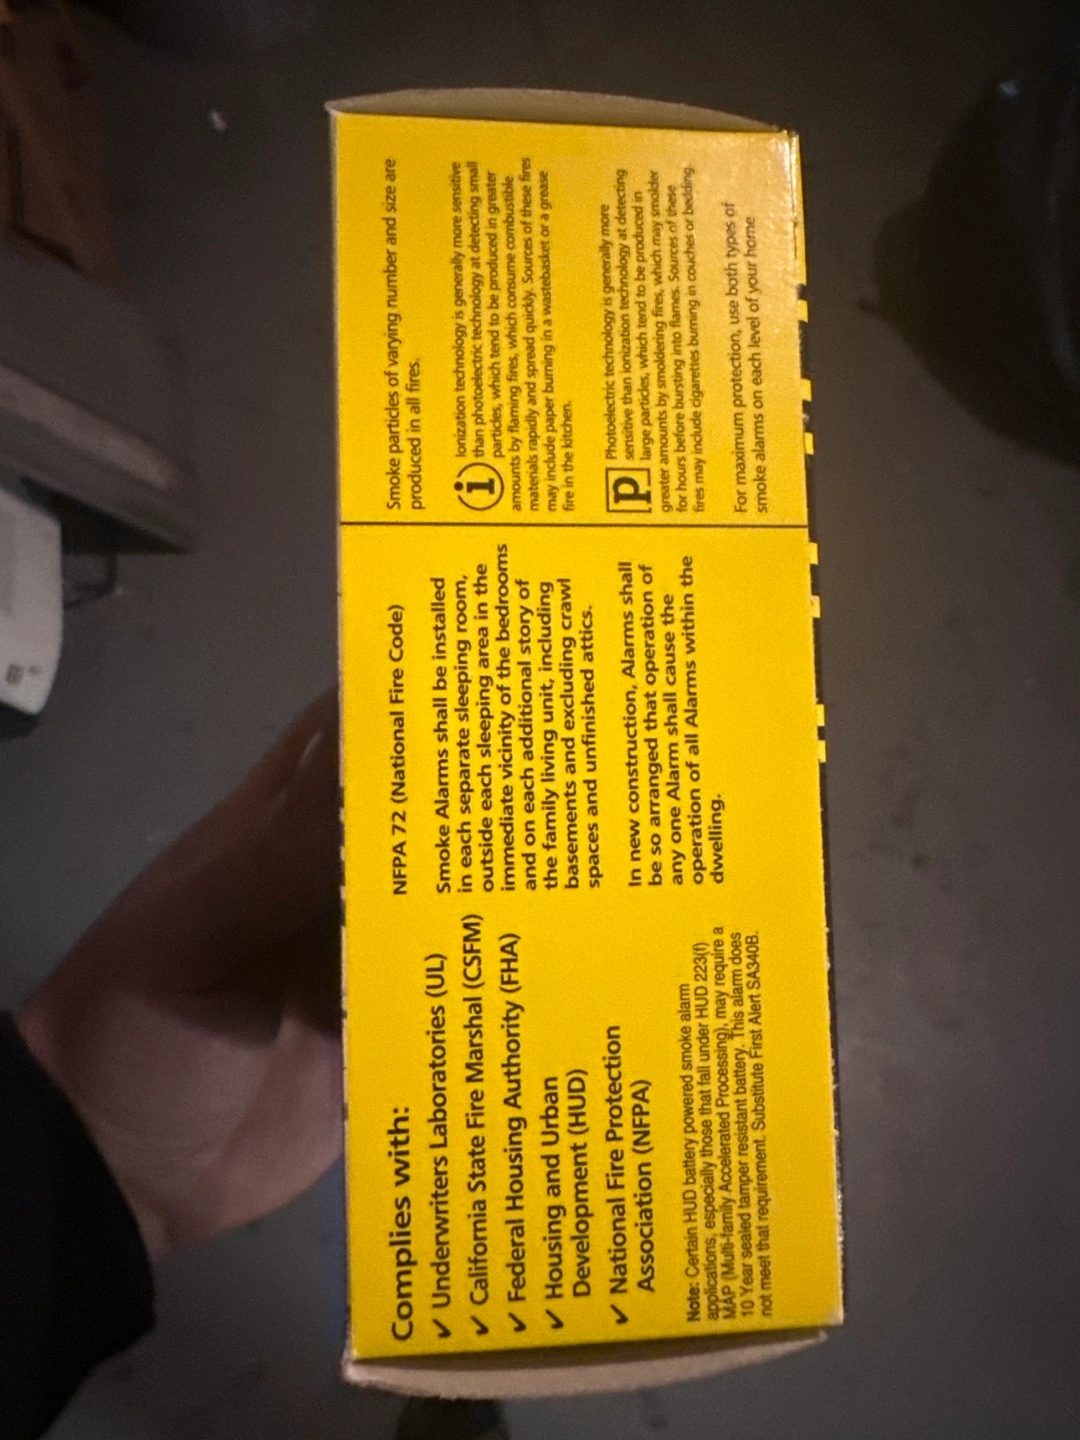 Complies with:
✓ Underwriters Laboratories (UL)
✓ California State Fire Marshal (CSFM)
✓ Federal Housing Authority (FHA)
✓ Housing and Urban
Development (HUD)
✓ National Fire Protection
Association (NFPA)
Note: Certain HUD battery powered smoke alarm
applications, especially those that fall under HUD 223(f)
MAP (Multi-family Accelerated Processing), may require a
10 Year sealed tamper resistant battery. This alarm does
not meet that requirement. Substitute First Alert SA340B.
NFPA 72 (National Fire Code)
Smoke Alarms shall be installed
in each separate sleeping room,
outside each sleeping area in the
immediate vicinity of the bedrooms
and on each additional story of
the family living unit, including
basements and excluding crawl
spaces and unfinished attics.
In new construction, Alarms shall
be so arranged that operation of
any one Alarm shall cause the
operation of all Alarms within the
dwelling.
Smoke particles of varying number and size are
produced in all fires.
i Ionization technology is generally more sensitive
than photoelectric technology at detecting small
particles, which tend to be produced in greater
amounts by flaming fires, which consume combustible
materials rapidly and spread quickly. Sources of these fires
may include paper burning in a wastebasket or a grease
fire in the kitchen.
P Photoelectric technology is generally more
sensitive than ionization technology at detecting
large particles, which tend to be produced in
greater amounts by smoldering fires, which may smolder
for hours before bursting into flames. Sources of these
fires may include cigarettes burning in couches or bedding.
For maximum protection, use both types of
smoke alarms on each level of your home